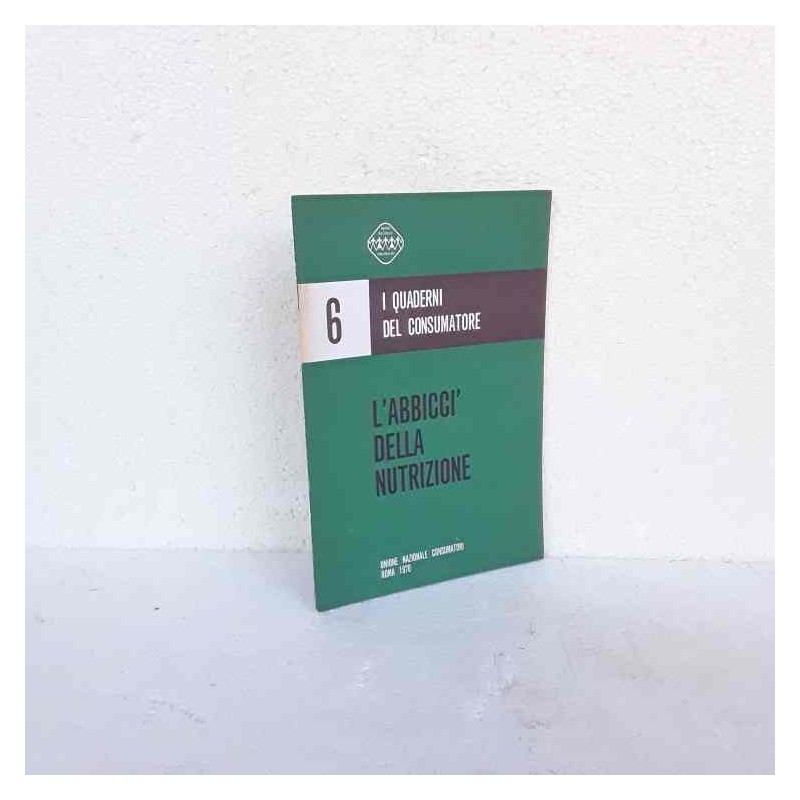 6
I QUADERNI
DEL CONSUMATORE
L'ABBICCI'
DELLA
NUTRIZIONE
UNIONE NAZIONALE CONSUMATORI
ROMA 1970